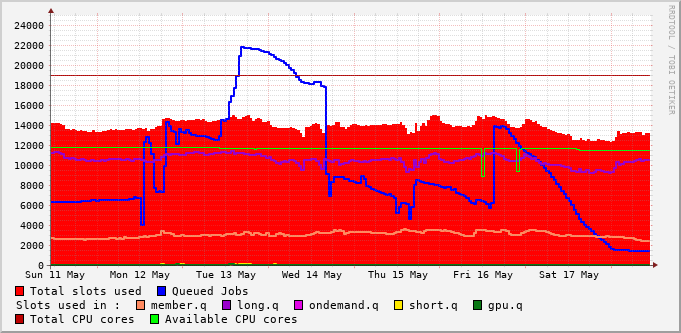 24000
22000
20000
18000
16000
14000
12000
10000
8000
6000
4000
2000
0
Sun 11 May Mon 12 May Tue 13 May Wed 14 May Thu 15 May Fri 16 May Sat 17 May
Total slots used Queued Jobs
Slots used in : member.q long.q ondemand.q short.q gpu.q
Total CPU cores Available CPU cores
RRDTOOL / TOBI OETIKER